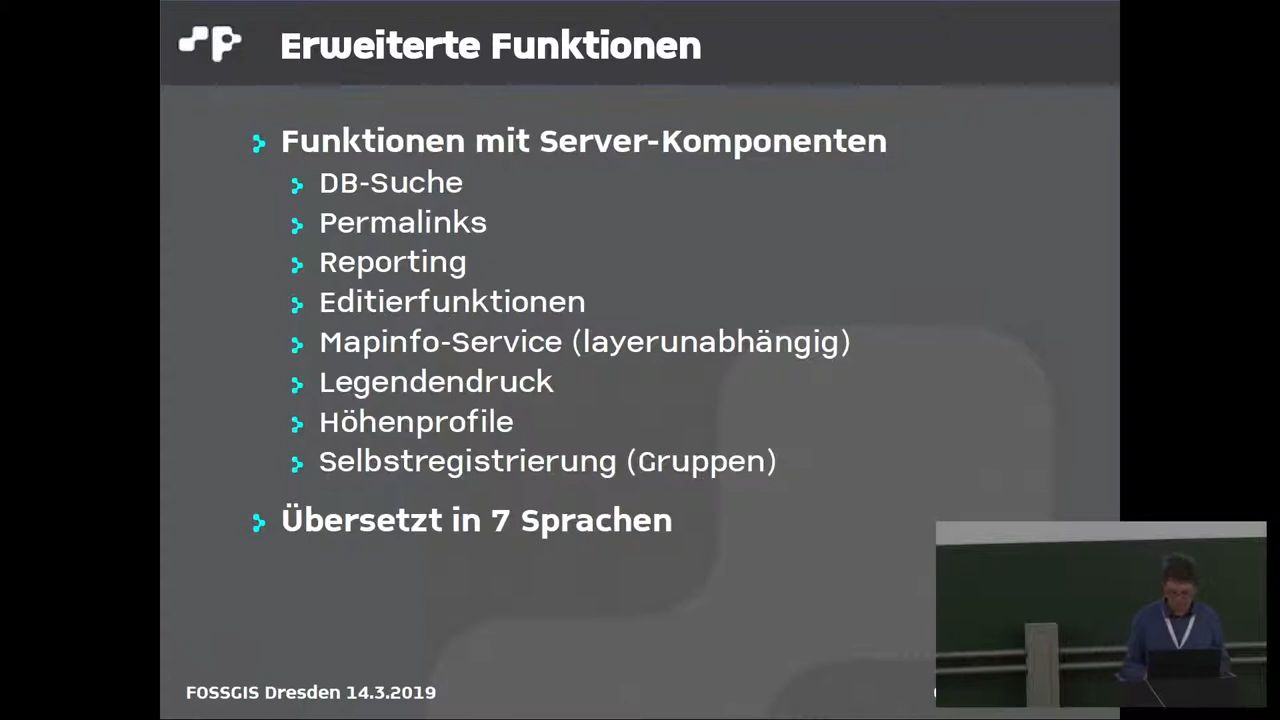 Erweiterte Funktionen
Funktionen mit Server-Komponenten
DB-Suche
Permalinks
Reporting
Editierfunktionen
Mapinfo-Service (layerunabhängig)
Legendendruck
Höhenprofile
Selbstregistrierung (Gruppen)
Übersetzt in 7 Sprachen
FOSSGIS Dresden 14.3.2019